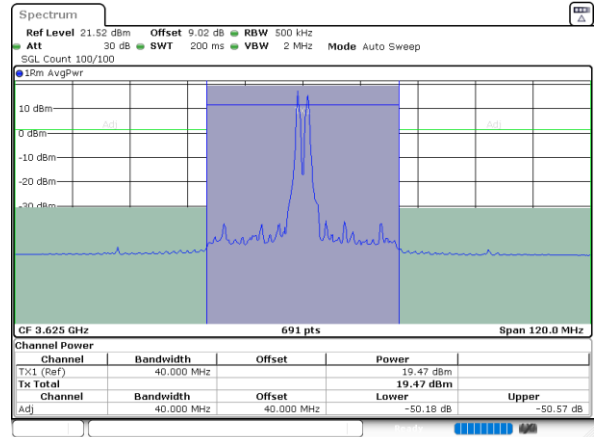 Spectrum
Ref Level 21.52 dBm Offset 9.02 dB RBW 500 kHz
Att 30 dB SWT 200 ms VBW 2 MHz Mode Auto Sweep
SGL Count 100/100
1Rm AvgPwr
10 dBm
Adj Adj
0 dBm
-10 dBm
-20 dBm
-30 dBm
CF 3.625 GHz 691 pts Span 120.0 MHz
Channel Power
Channel Bandwidth Offset Power
TX1 (Ref) 40.000 MHz 19.47 dBm
Tx Total 19.47 dBm
Channel Bandwidth Offset Lower Upper
Adj 40.000 MHz 40.000 MHz -50.18 dB -50.57 dB